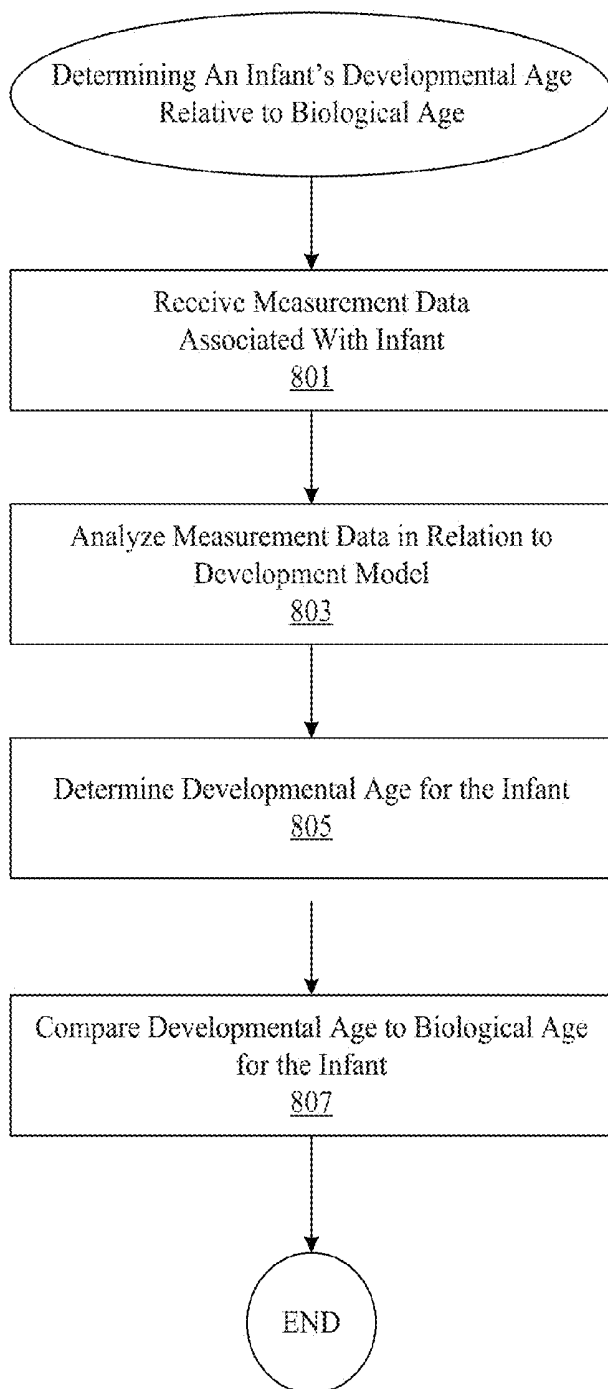 Determining An Infant's Developmental Age
Relative to Biological Age
Receive Measurement Data
Associated With Infant
801
Analyze Measurement Data in Relation to
Development Model
803
Determine Developmental Age for the Infant
805
Compare Developmental Age to Biological Age
for the Infant
807
END